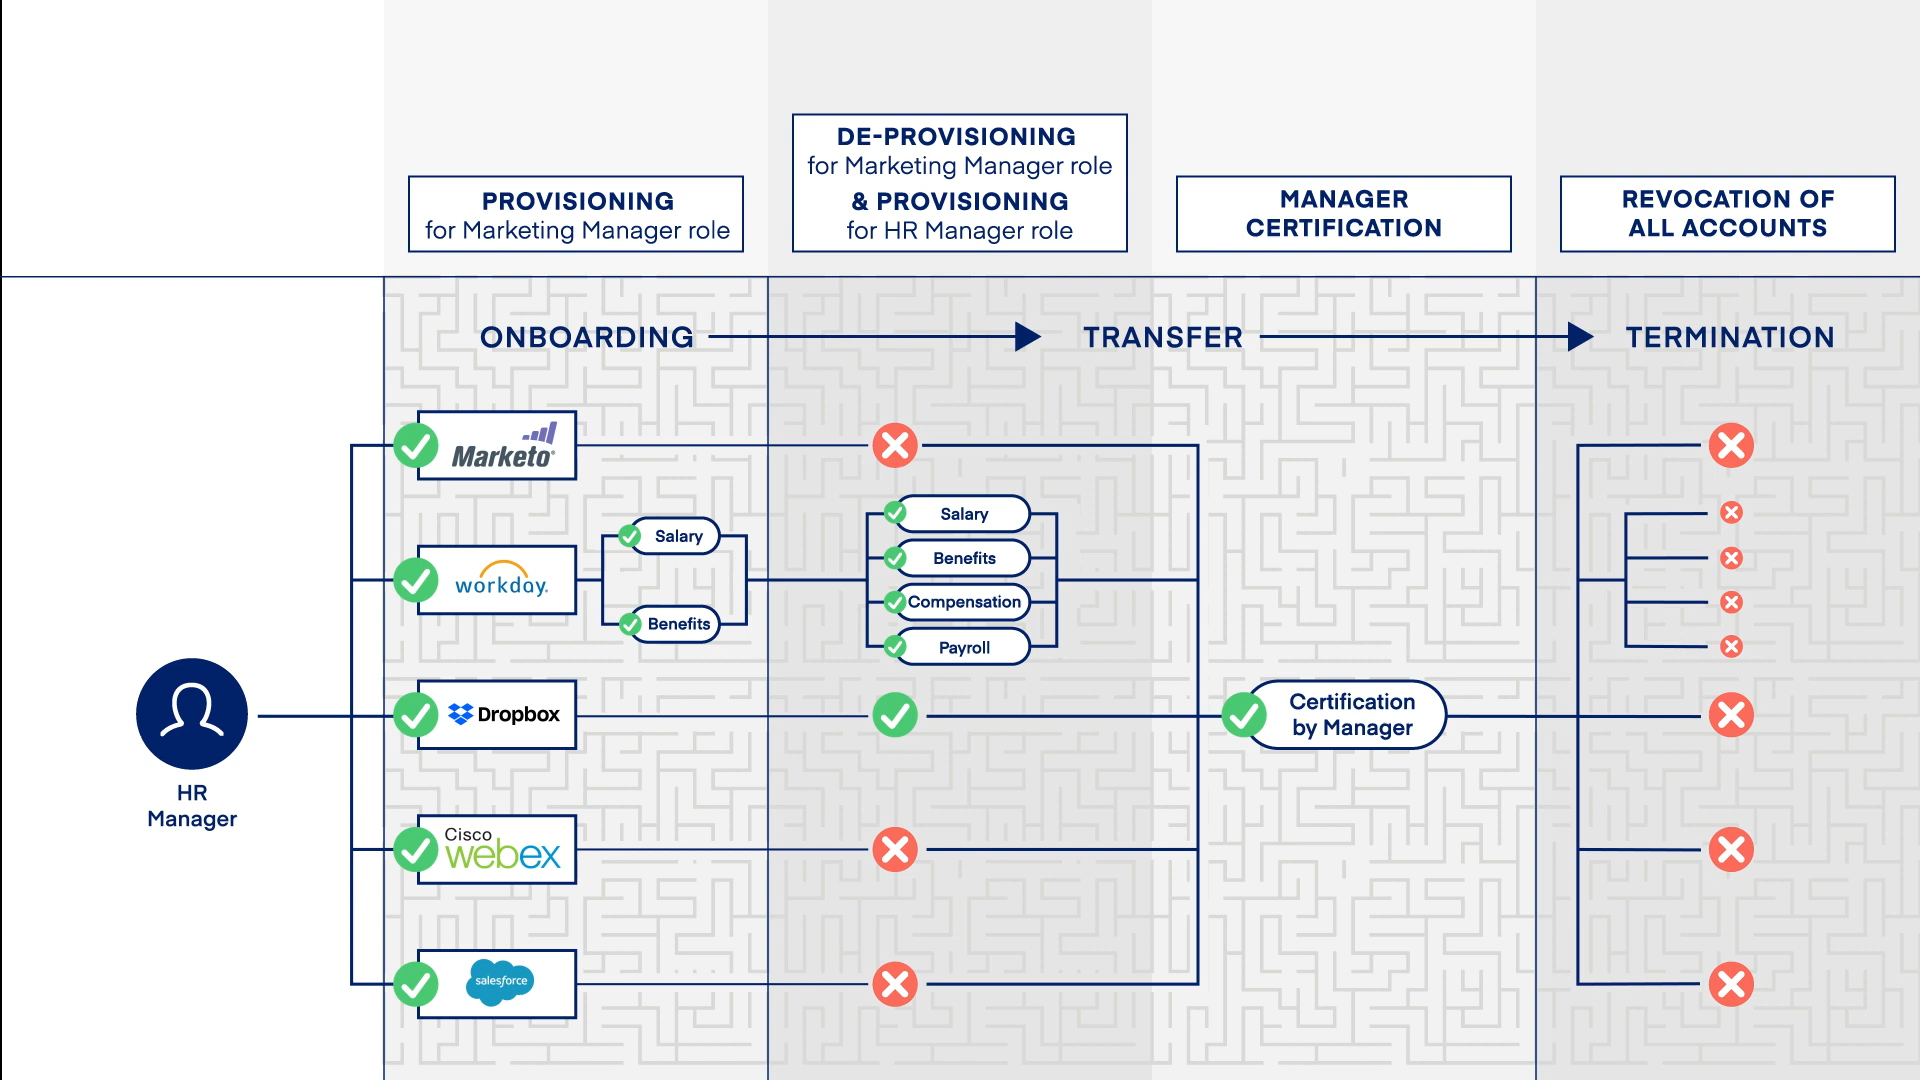 PROVISIONING
for Marketing Manager role
DE-PROVISIONING
for Marketing Manager role
& PROVISIONING
for HR Manager role
MANAGER
CERTIFICATION
REVOCATION OF
ALL ACCOUNTS
ONBOARDING
TRANSFER
TERMINATION
Marketo®
workday.
Salary
Benefits
Salary
Benefits
Compensation
Payroll
Dropbox
Certification
by Manager
HR
Manager
Cisco
webex
salesforce